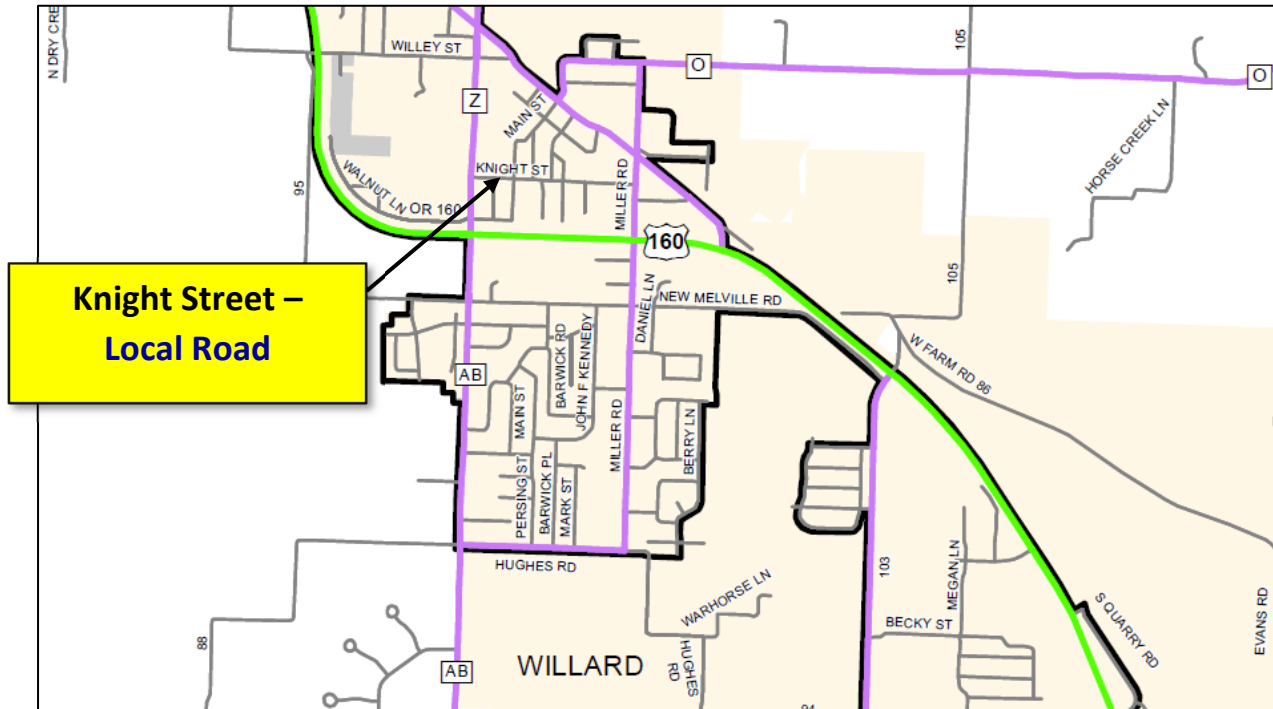 N DRY CRE
WILLEY ST
105
O
O
Z
MAIN ST
HORSE CREEK LN
KNIGHT ST
WALNUT LN
OR 160
95
MILLER RD
160
105
Knight Street –
Local Road
DANIEL LN
NEW MELVILLE RD
W FARM RD 86
BARWICK RD
JOHN F KENNEDY
AB
MAIN ST
MILLER RD
BERRY LN
PERSING ST
BARWICK PL
MARK ST
HUGHES RD
103
MEGAN LN
WARHORSE LN
BECKY ST
S QUARRY RD
EVANS RD
88
WILLARD
HUGHES
RD
AB
94